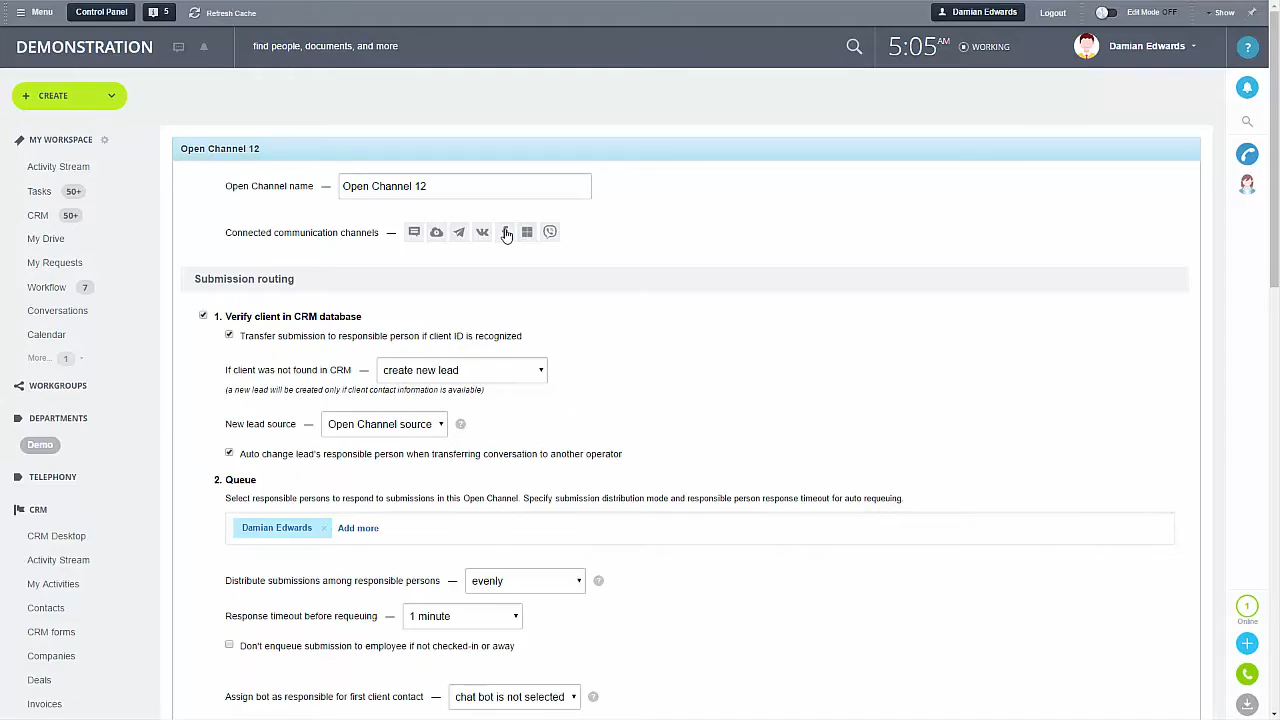 Menu Control Panel 5 Refresh Cache Damian Edwards Logout Edit Mode OFF Show
DEMONSTRATION find people, documents, and more 5:05 AM WORKING Damian Edwards ?
+ CREATE
MY WORKSPACE
Activity Stream
Tasks 50+
CRM 50+
My Drive
My Requests
Workflow 7
Conversations
Calendar
More... 1
WORKGROUPS
DEPARTMENTS
Demo
TELEPHONY
CRM
CRM Desktop
Activity Stream
My Activities
Contacts
CRM forms
Companies
Deals
Invoices
Open Channel 12
Open Channel name — Open Channel 12
Connected communication channels —
Submission routing
1. Verify client in CRM database
Transfer submission to responsible person if client ID is recognized
If client was not found in CRM — create new lead
(a new lead will be created only if client contact information is available)
New lead source — Open Channel source ?
Auto change lead's responsible person when transferring conversation to another operator
2. Queue
Select responsible persons to respond to submissions in this Open Channel. Specify submission distribution mode and responsible person response timeout for auto requeuing.
Damian Edwards × Add more
Distribute submissions among responsible persons — evenly ?
Response timeout before requeuing — 1 minute
Don't enqueue submission to employee if not checked-in or away
Assign bot as responsible for first client contact — chat bot is not selected ?
1
Online